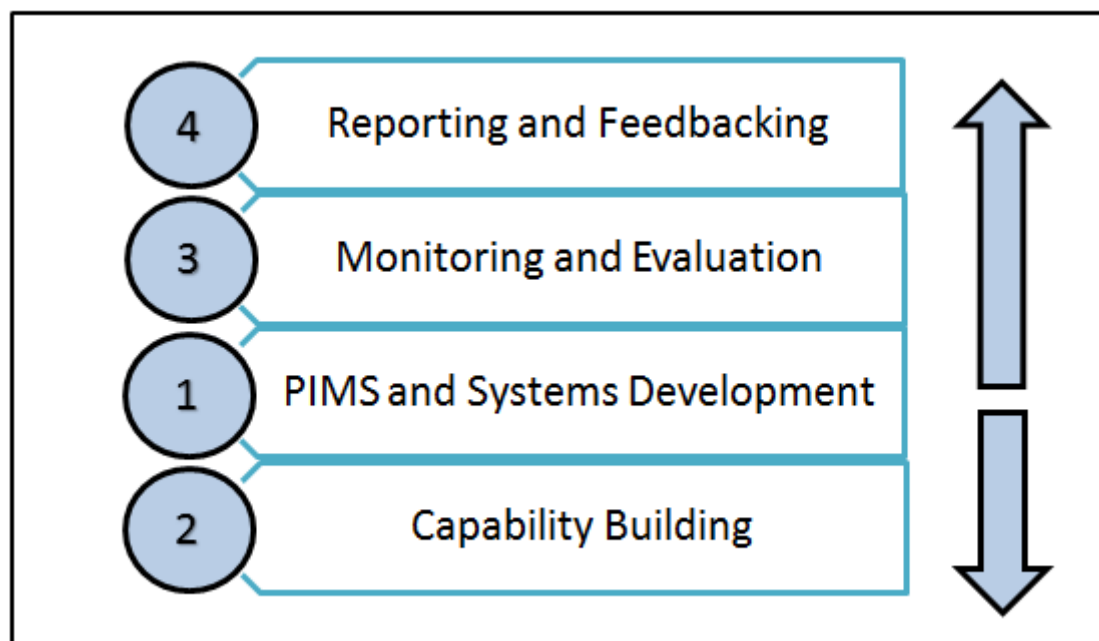 4 Reporting and Feedbacking
3 Monitoring and Evaluation
1 PIMS and Systems Development
2 Capability Building